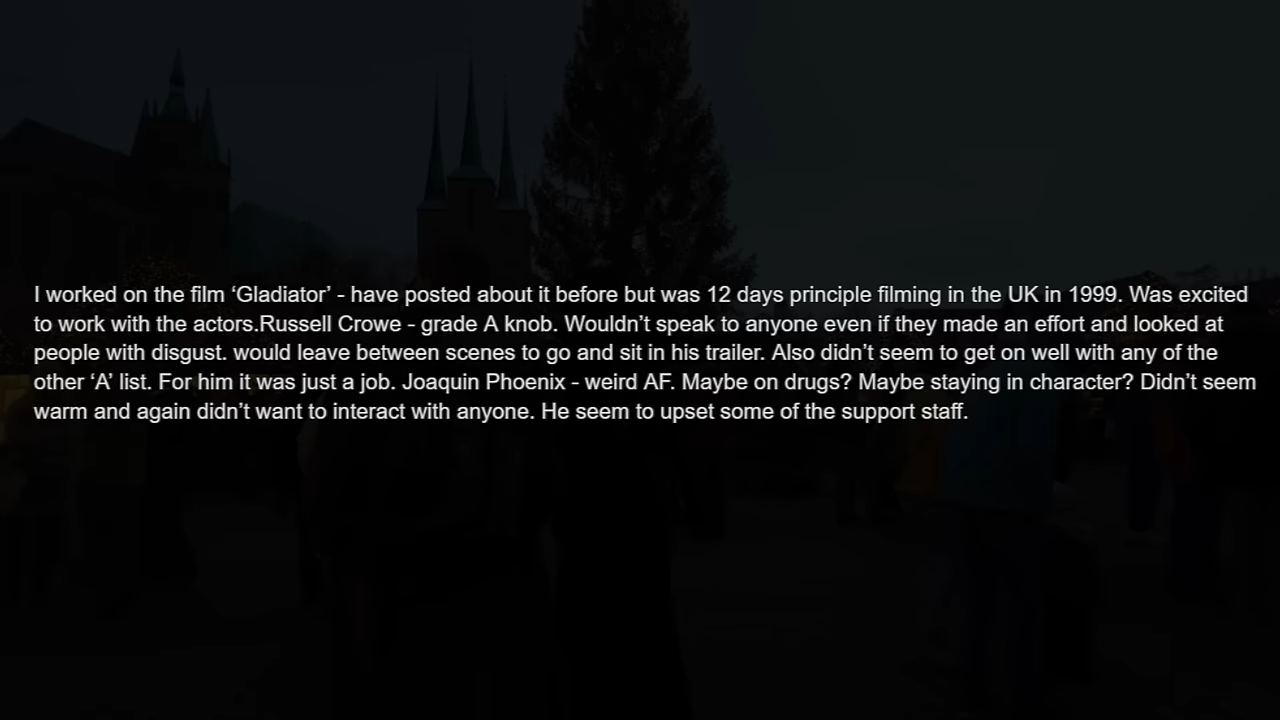 I worked on the film ‘Gladiator’ - have posted about it before but was 12 days principle filming in the UK in 1999. Was excited
to work with the actors.Russell Crowe - grade A knob. Wouldn’t speak to anyone even if they made an effort and looked at
people with disgust. would leave between scenes to go and sit in his trailer. Also didn’t seem to get on well with any of the
other ‘A’ list. For him it was just a job. Joaquin Phoenix - weird AF. Maybe on drugs? Maybe staying in character? Didn’t seem
warm and again didn’t want to interact with anyone. He seem to upset some of the support staff.